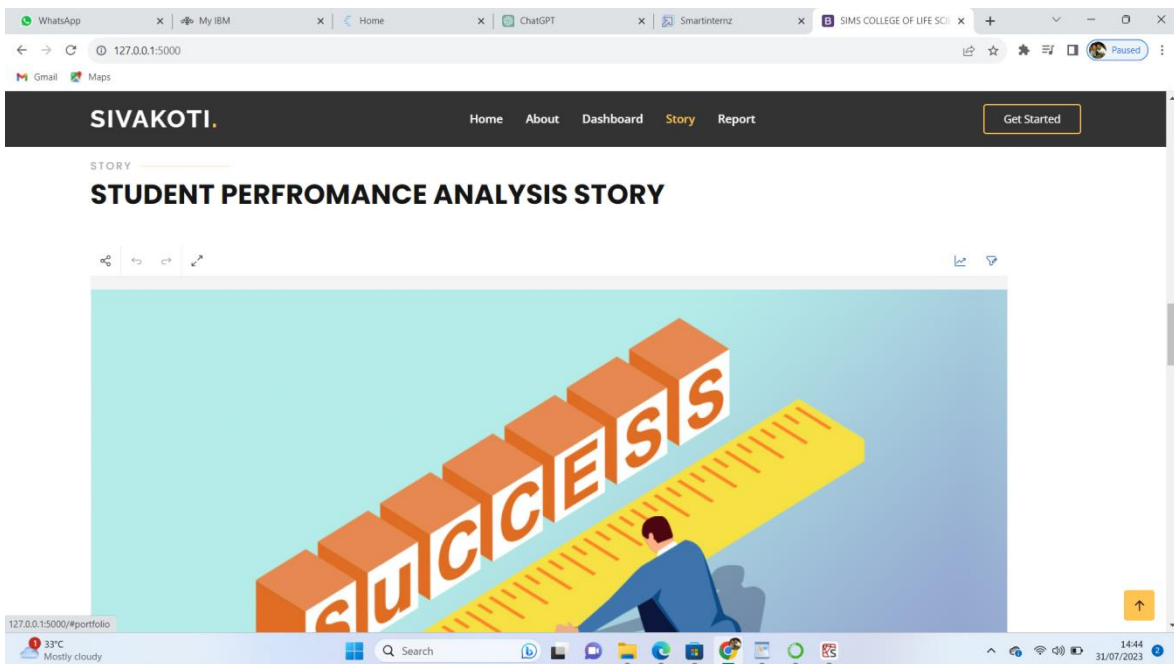 WhatsApp
My IBM
Home
ChatGPT
Smartinternz
SIMS COLLEGE OF LIFE SCI
127.0.0.1:5000
Paused
Gmail
Maps
SIVAKOTI.
Home About Dashboard Story Report
Get Started
STORY
STUDENT PERFROMANCE ANALYSIS STORY
SUCCESS
127.0.0.1:5000/#portfolio
1
33°C
Mostly cloudy
Search
14:44
31/07/2023
2